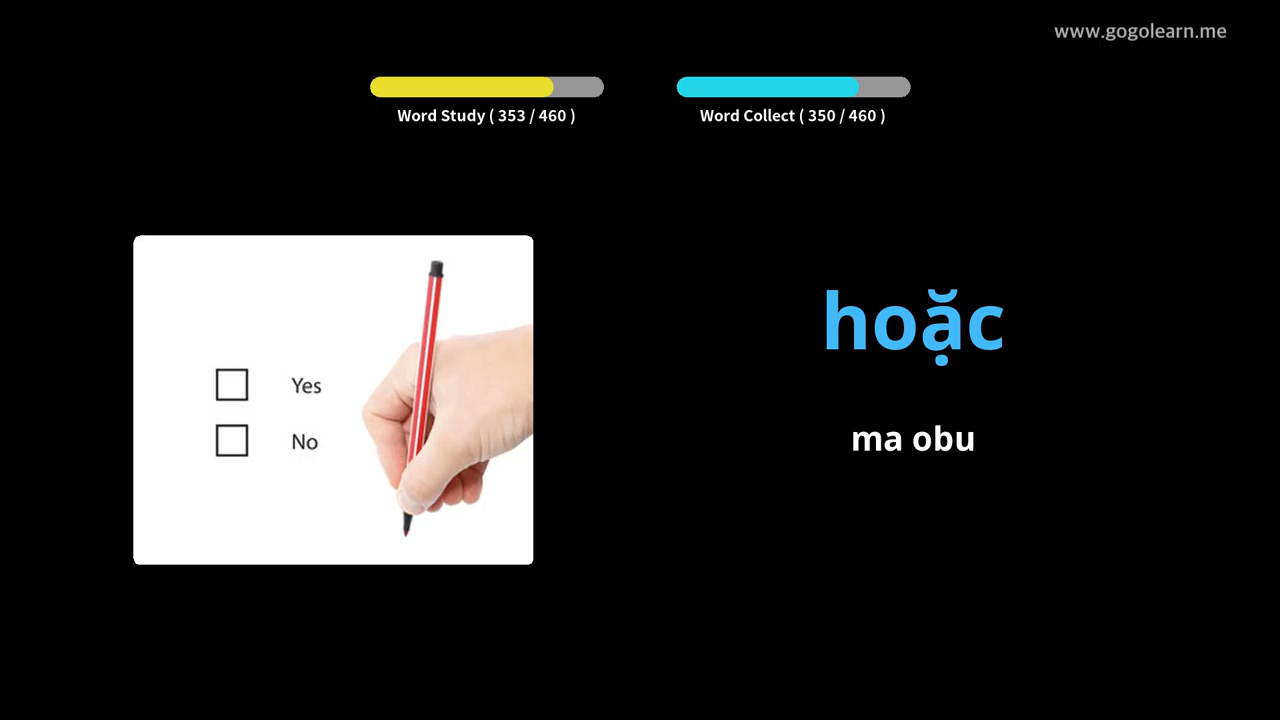 www.gogolearn.me
Word Study ( 353 / 460 )
Word Collect ( 350 / 460 )
Yes
No
hoặc
ma obu